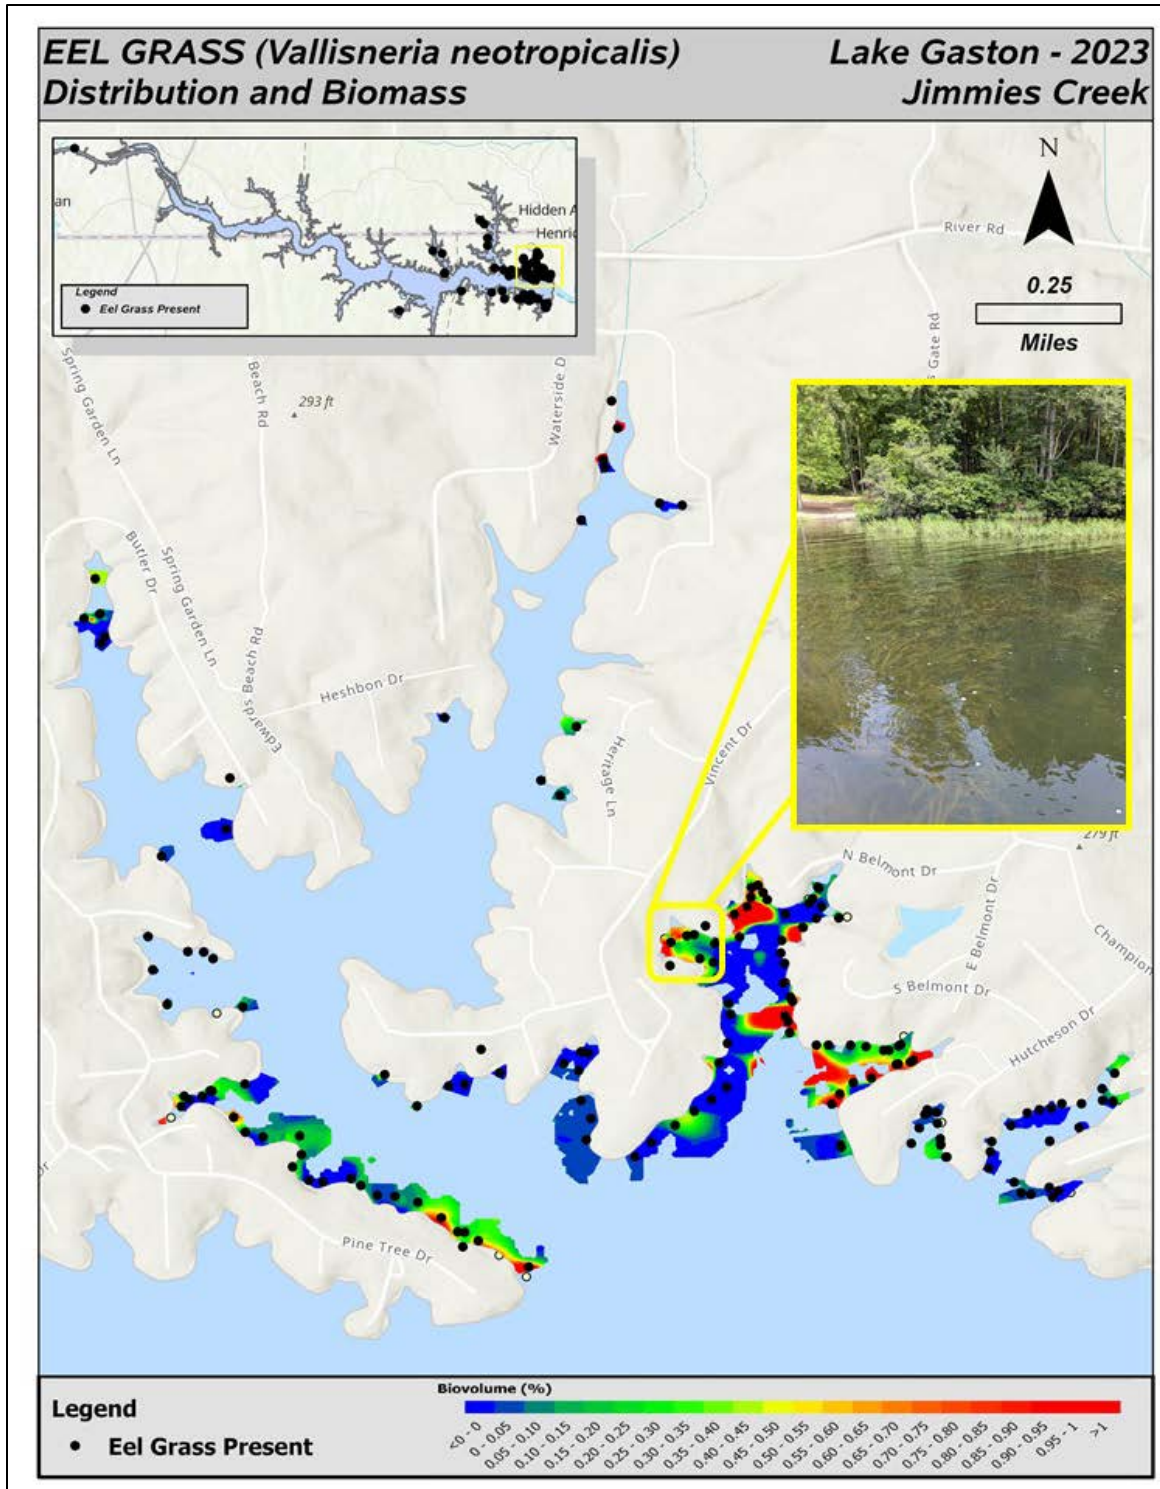 EEL GRASS (Vallisneria neotropicalis)
Distribution and Biomass
Lake Gaston - 2023
Jimmies Creek
an
Hidden A
Henric
Legend
Eel Grass Present
N
0.25
Miles
River Rd
s Gate Rd
Spring Garden Ln
Beach Rd
293 ft
Waterside D
Butler Dr
Spring Garden Ln
Edwards Beach Rd
Heshbon Dr
Heritage Ln
Vincent Dr
279 ft
N Belmont Dr
E Belmont Dr
Champion
S Belmont Dr
Hutcheson Dr
Dr
Pine Tree Dr
Legend
Eel Grass Present
Biovolume (%)
<0 - 0
0 - 0.05
0.05 - 0.10
0.10 - 0.15
0.15 - 0.20
0.20 - 0.25
0.25 - 0.30
0.30 - 0.35
0.35 - 0.40
0.40 - 0.45
0.45 - 0.50
0.50 - 0.55
0.55 - 0.60
0.60 - 0.65
0.65 - 0.70
0.70 - 0.75
0.75 - 0.80
0.80 - 0.85
0.85 - 0.90
0.90 - 0.95
0.95 - 1
>1